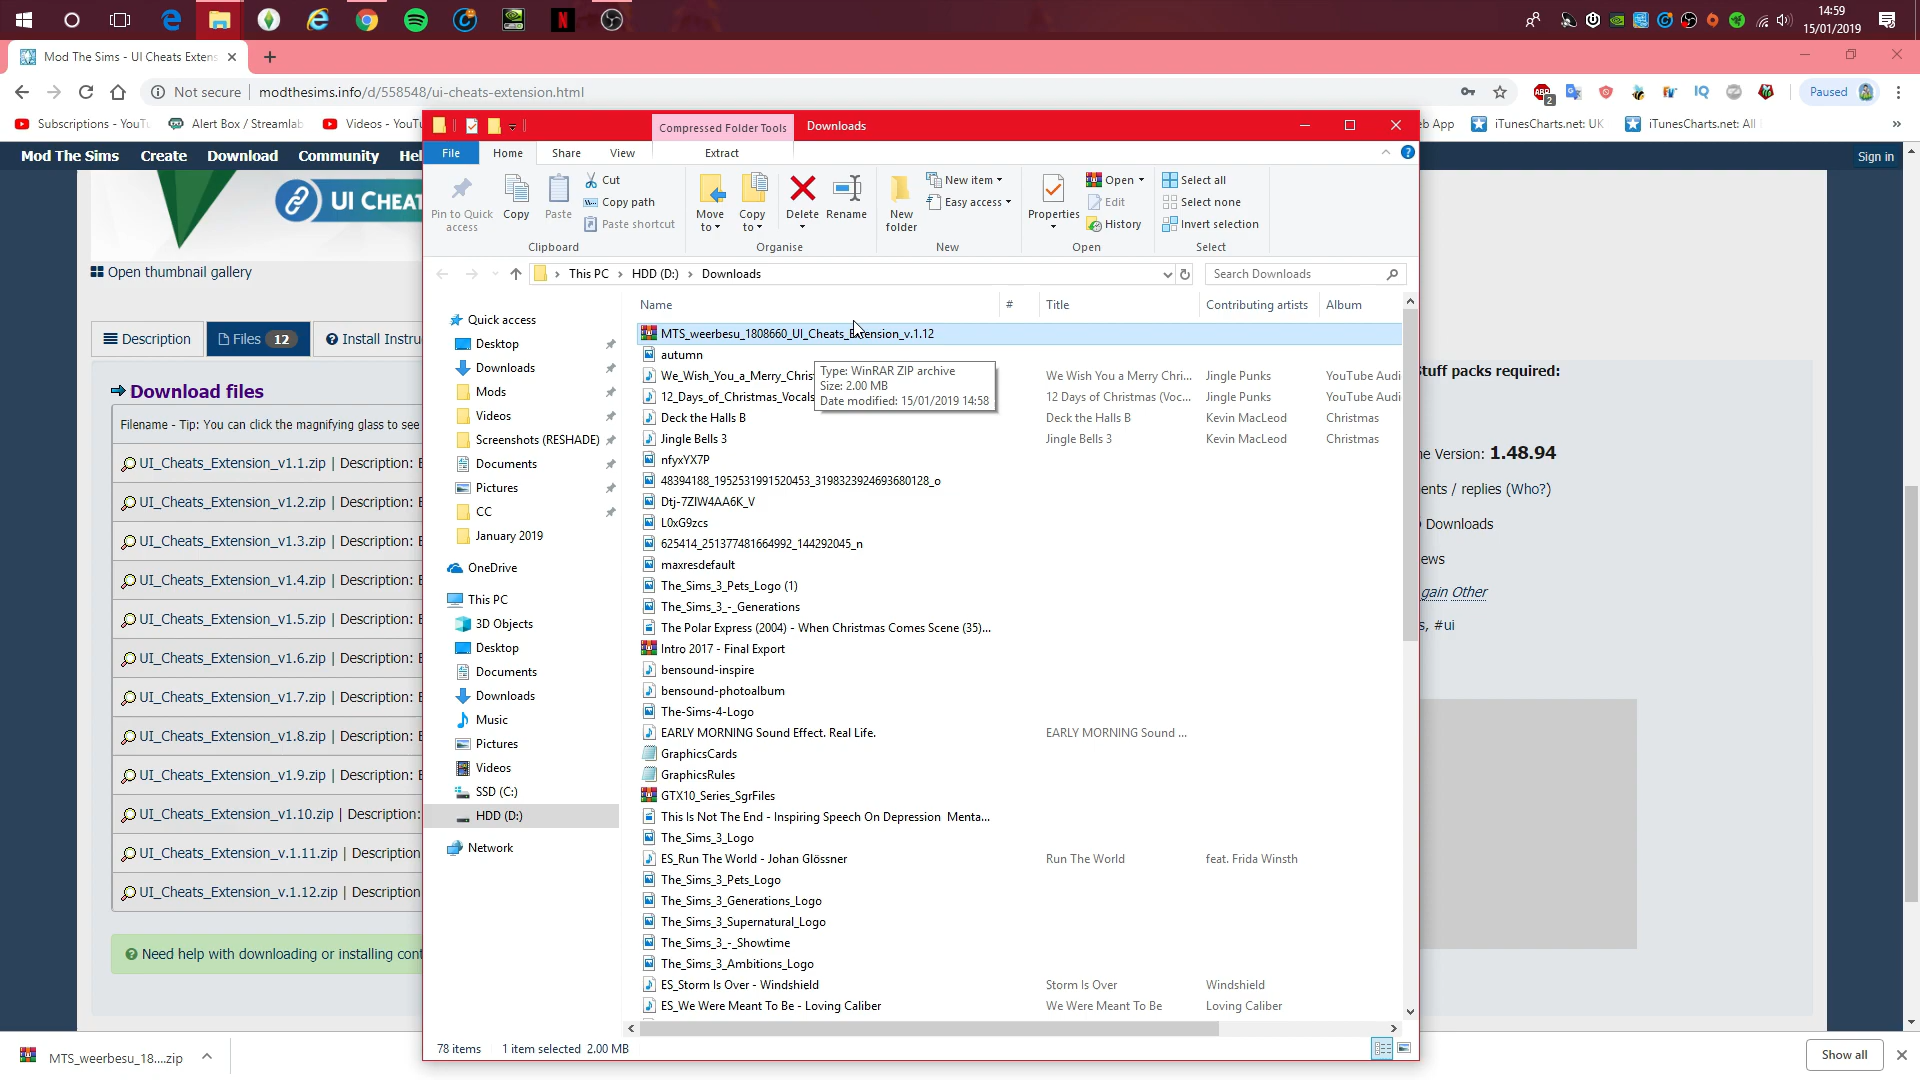 14:59
15/01/2019
Mod The Sims - UI Cheats Extens
Not secure | modthesims.info/d/558548/ui-cheats-extension.html
2
Paused
Subscriptions - YouT
Alert Box / Streamlab
Videos - YouTu
eb App
iTunesCharts.net: UK
iTunesCharts.net: All
»
Mod The Sims Create Download Community Hel
Sign in
UI CHEAT
Open thumbnail gallery
Description
Files 12
Install Instru
Download files
Filename - Tip: You can click the magnifying glass to see
UI_Cheats_Extension_v1.1.zip | Description: E
UI_Cheats_Extension_v1.2.zip | Description: E
UI_Cheats_Extension_v1.3.zip | Description: E
UI_Cheats_Extension_v1.4.zip | Description: E
UI_Cheats_Extension_v1.5.zip | Description: E
UI_Cheats_Extension_v1.6.zip | Description: E
UI_Cheats_Extension_v1.7.zip | Description: E
UI_Cheats_Extension_v1.8.zip | Description: E
UI_Cheats_Extension_v1.9.zip | Description: E
UI_Cheats_Extension_v1.10.zip | Description:
UI_Cheats_Extension_v.1.11.zip | Description
UI_Cheats_Extension_v.1.12.zip | Description
Need help with downloading or installing cont
Compressed Folder Tools
Downloads
File Home Share View Extract
Pin to Quick access
Copy
Paste
Cut
Copy path
Paste shortcut
Clipboard
Move to
Copy to
Delete
Rename
Organise
New folder
New item
Easy access
New
Properties
Open
Edit
History
Open
Select all
Select none
Invert selection
Select
This PC > HDD (D:) > Downloads
Search Downloads
Quick access
Desktop
Downloads
Mods
Videos
Screenshots (RESHADE)
Documents
Pictures
CC
January 2019
OneDrive
This PC
3D Objects
Desktop
Documents
Downloads
Music
Pictures
Videos
SSD (C:)
HDD (D:)
Network
Name # Title Contributing artists Album
MTS_weerbesu_1808660_UI_Cheats_Extension_v.1.12
autumn
We_Wish_You_a_Merry_Chris We Wish You a Merry Chri... Jingle Punks YouTube Audi
12_Days_of_Christmas_Vocals 12 Days of Christmas (Voc... Jingle Punks YouTube Audi
Deck the Halls B Deck the Halls B Kevin MacLeod Christmas
Jingle Bells 3 Jingle Bells 3 Kevin MacLeod Christmas
Type: WinRAR ZIP archive
Size: 2.00 MB
Date modified: 15/01/2019 14:58
nfyxYX7P
48394188_1952531991520453_3198323924693680128_o
Dtj-7ZIW4AA6K_V
L0xG9zcs
625414_251377481664992_144292045_n
maxresdefault
The_Sims_3_Pets_Logo (1)
The_Sims_3_-_Generations
The Polar Express (2004) - When Christmas Comes Scene (35)...
Intro 2017 - Final Export
bensound-inspire
bensound-photoalbum
The-Sims-4-Logo
EARLY MORNING Sound Effect. Real Life. EARLY MORNING Sound ...
GraphicsCards
GraphicsRules
GTX10_Series_SgrFiles
This Is Not The End - Inspiring Speech On Depression Menta...
The_Sims_3_Logo
ES_Run The World - Johan Glössner Run The World feat. Frida Winsth
The_Sims_3_Pets_Logo
The_Sims_3_Generations_Logo
The_Sims_3_Supernatural_Logo
The_Sims_3_-_Showtime
The_Sims_3_Ambitions_Logo
ES_Storm Is Over - Windshield Storm Is Over Windshield
ES_We Were Meant To Be - Loving Caliber We Were Meant To Be Loving Caliber
78 items 1 item selected 2.00 MB
tuff packs required:
ne Version: 1.48.94
ents / replies (Who?)
Downloads
ews
gain Other
s, #ui
MTS_weerbesu_18....zip
Show all